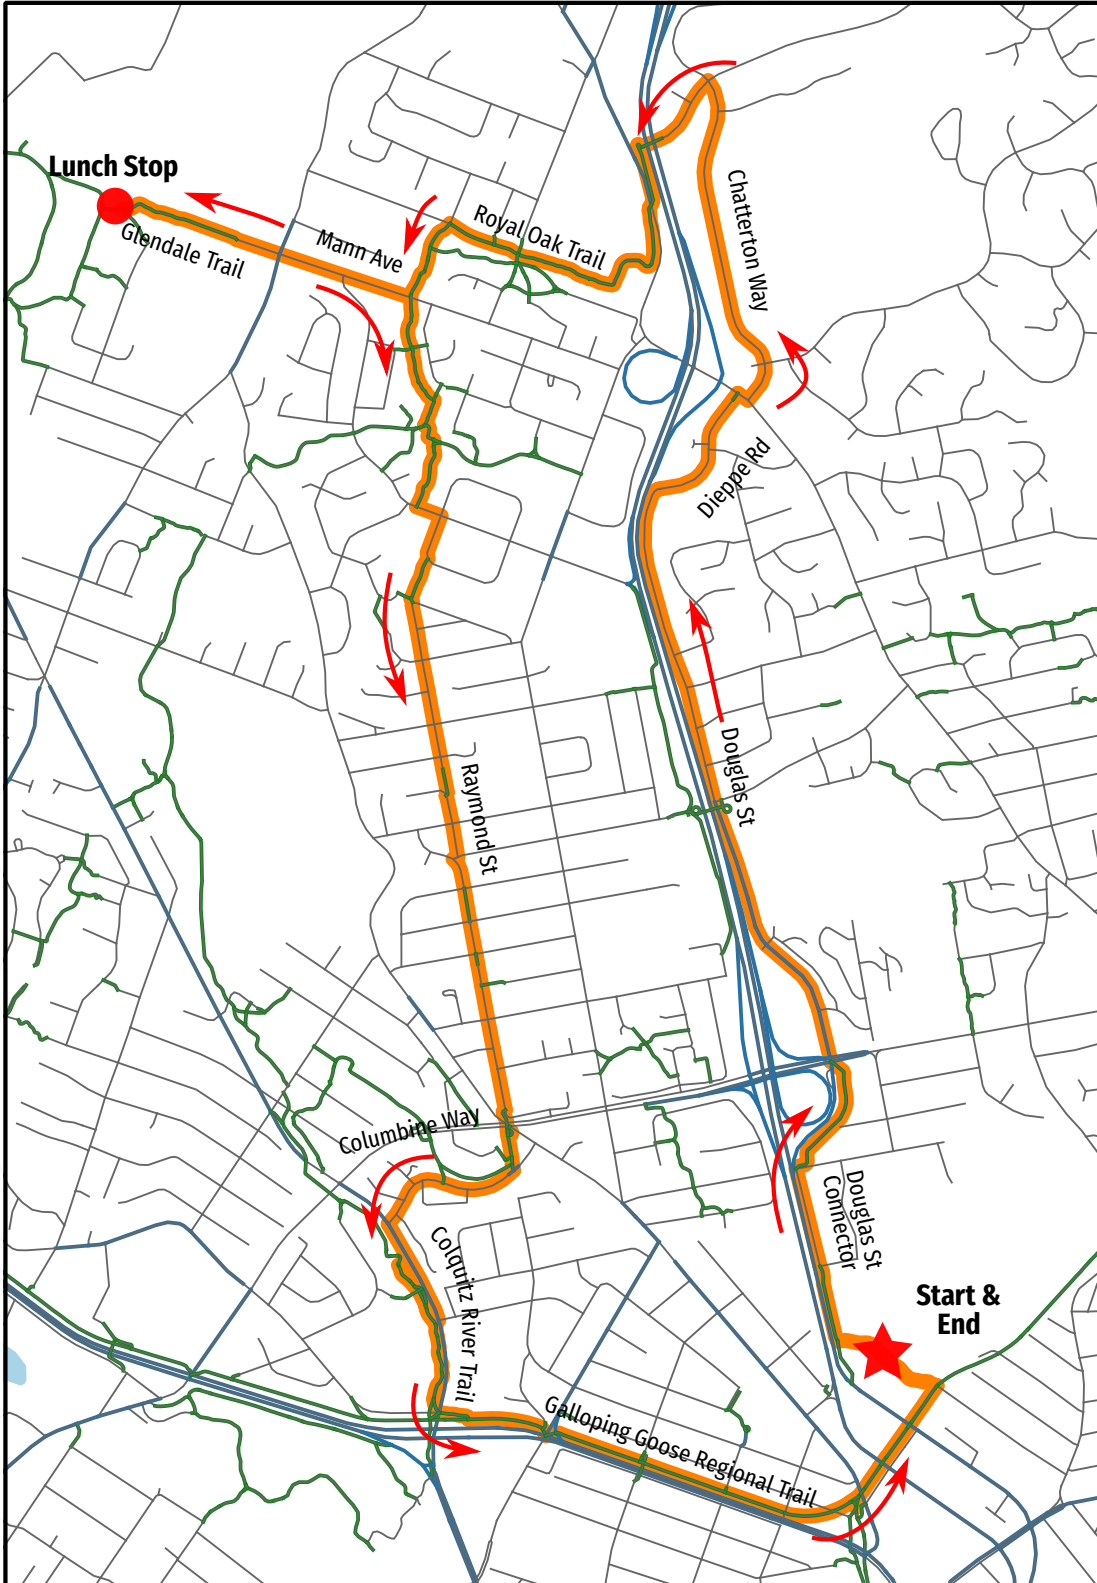 Lunch Stop
Glendale Trail
Mann Ave
Royal Oak Trail
Chatterton Way
Dieppe Rd
Douglas St
Raymond St
Columbine Way
Colquitz River Trail
Douglas St
Connector
Start &
End
Galloping Goose Regional Trail